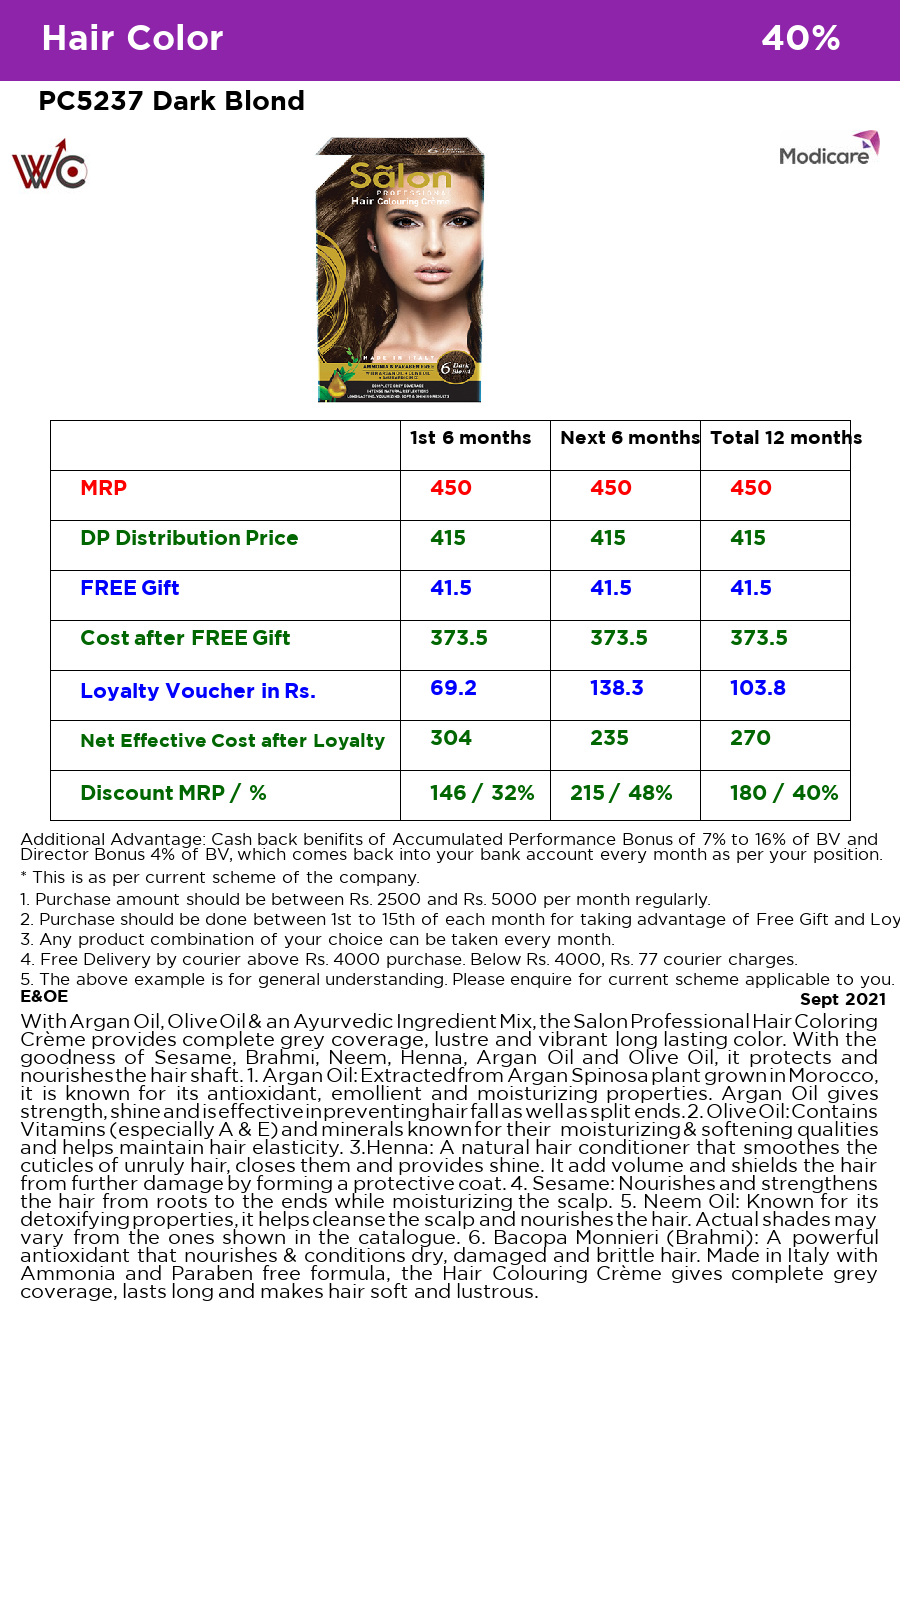 Hair Color 40%
PC5237 Dark Blond
WC
Modicare
Sãlon
PROFESSIONAL
Hair Colouring Crème
MADE IN ITALY
6 Dark Blond
COMPLETE GREY COVERAGE
1st 6 months Next 6 months Total 12 months
MRP 450 450 450
DP Distribution Price 415 415 415
FREE Gift 41.5 41.5 41.5
Cost after FREE Gift 373.5 373.5 373.5
Loyalty Voucher in Rs. 69.2 138.3 103.8
Net Effective Cost after Loyalty 304 235 270
Discount MRP / % 146 / 32% 215 / 48% 180 / 40%
Additional Advantage: Cash back benifits of Accumulated Performance Bonus of 7% to 16% of BV and
Director Bonus 4% of BV, which comes back into your bank account every month as per your position.
* This is as per current scheme of the company.
1. Purchase amount should be between Rs. 2500 and Rs. 5000 per month regularly.
2. Purchase should be done between 1st to 15th of each month for taking advantage of Free Gift and Loy
3. Any product combination of your choice can be taken every month.
4. Free Delivery by courier above Rs. 4000 purchase. Below Rs. 4000, Rs. 77 courier charges.
5. The above example is for general understanding. Please enquire for current scheme applicable to you.
E&OE Sept 2021
With Argan Oil, Olive Oil & an Ayurvedic Ingredient Mix, the Salon Professional Hair Coloring
Crème provides complete grey coverage, lustre and vibrant long lasting color. With the
goodness of Sesame, Brahmi, Neem, Henna, Argan Oil and Olive Oil, it protects and
nourishes the hair shaft. 1. Argan Oil: Extracted from Argan Spinosa plant grown in Morocco,
it is known for its antioxidant, emollient and moisturizing properties. Argan Oil gives
strength, shine and is effective in preventing hair fall as well as split ends. 2. Olive Oil: Contains
Vitamins (especially A & E) and minerals known for their moisturizing & softening qualities
and helps maintain hair elasticity. 3.Henna: A natural hair conditioner that smoothes the
cuticles of unruly hair, closes them and provides shine. It add volume and shields the hair
from further damage by forming a protective coat. 4. Sesame: Nourishes and strengthens
the hair from roots to the ends while moisturizing the scalp. 5. Neem Oil: Known for its
detoxifying properties, it helps cleanse the scalp and nourishes the hair. Actual shades may
vary from the ones shown in the catalogue. 6. Bacopa Monnieri (Brahmi): A powerful
antioxidant that nourishes & conditions dry, damaged and brittle hair. Made in Italy with
Ammonia and Paraben free formula, the Hair Colouring Crème gives complete grey
coverage, lasts long and makes hair soft and lustrous.